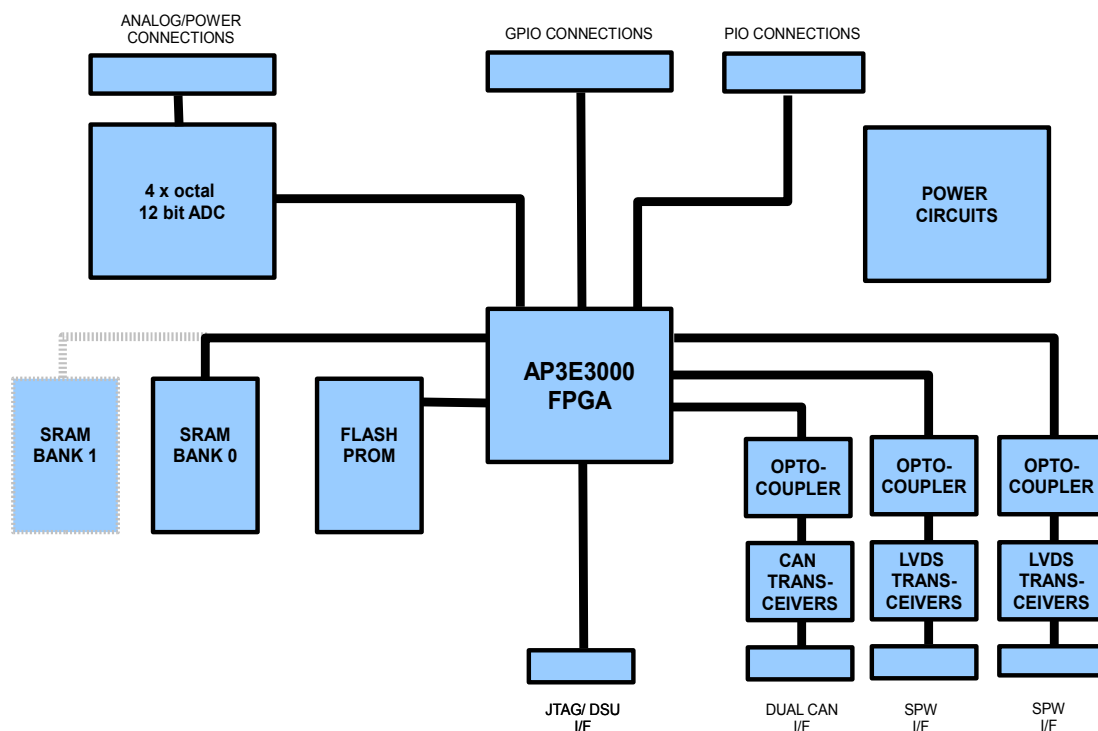 ANALOG/POWER
CONNECTIONS
GPIO CONNECTIONS
PIO CONNECTIONS
4 x octal
12 bit ADC
POWER
CIRCUITS
AP3E3000
FPGA
SRAM
BANK 1
SRAM
BANK 0
FLASH
PROM
OPTO-
COUPLER
OPTO-
COUPLER
OPTO-
COUPLER
CAN
TRANS-
CEIVERS
LVDS
TRANS-
CEIVERS
LVDS
TRANS-
CEIVERS
JTAG/ DSU
I/F
DUAL CAN
I/F
SPW
I/F
SPW
I/F